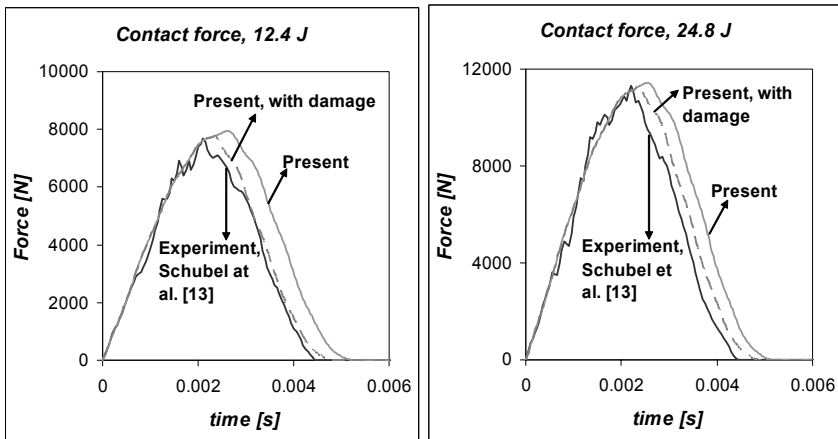 Contact force, 12.4 J
10000
8000
6000
4000
2000
0
Force [N]
Present, with damage
Present
Experiment,
Schubel at
al. [13]
0
0.002
0.004
0.006
time [s]
Contact force, 24.8 J
12000
8000
4000
0
Force [N]
Present, with
damage
Present
Experiment,
Schubel et
al. [13]
0
0.002
0.004
0.006
time [s]